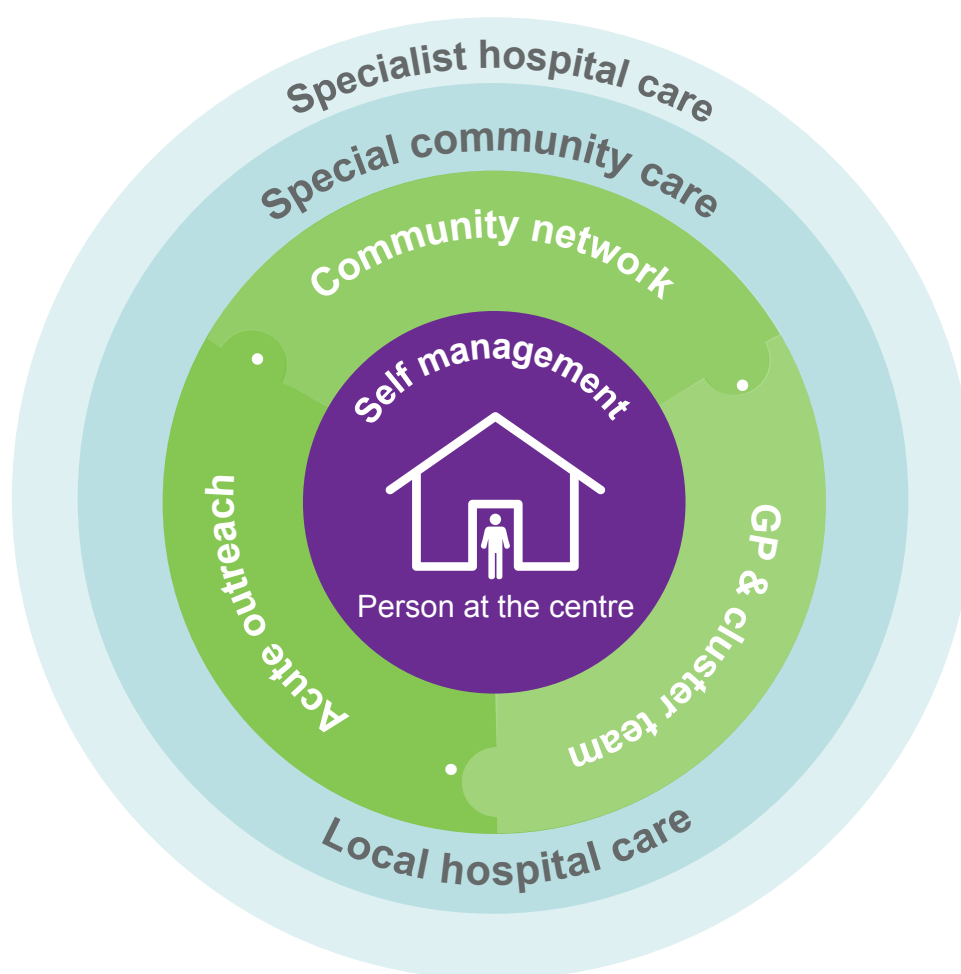 Specialist hospital care
Special community care
Community network
Self management
Person at the centre
Acute outreach
GP & cluster team
Local hospital care